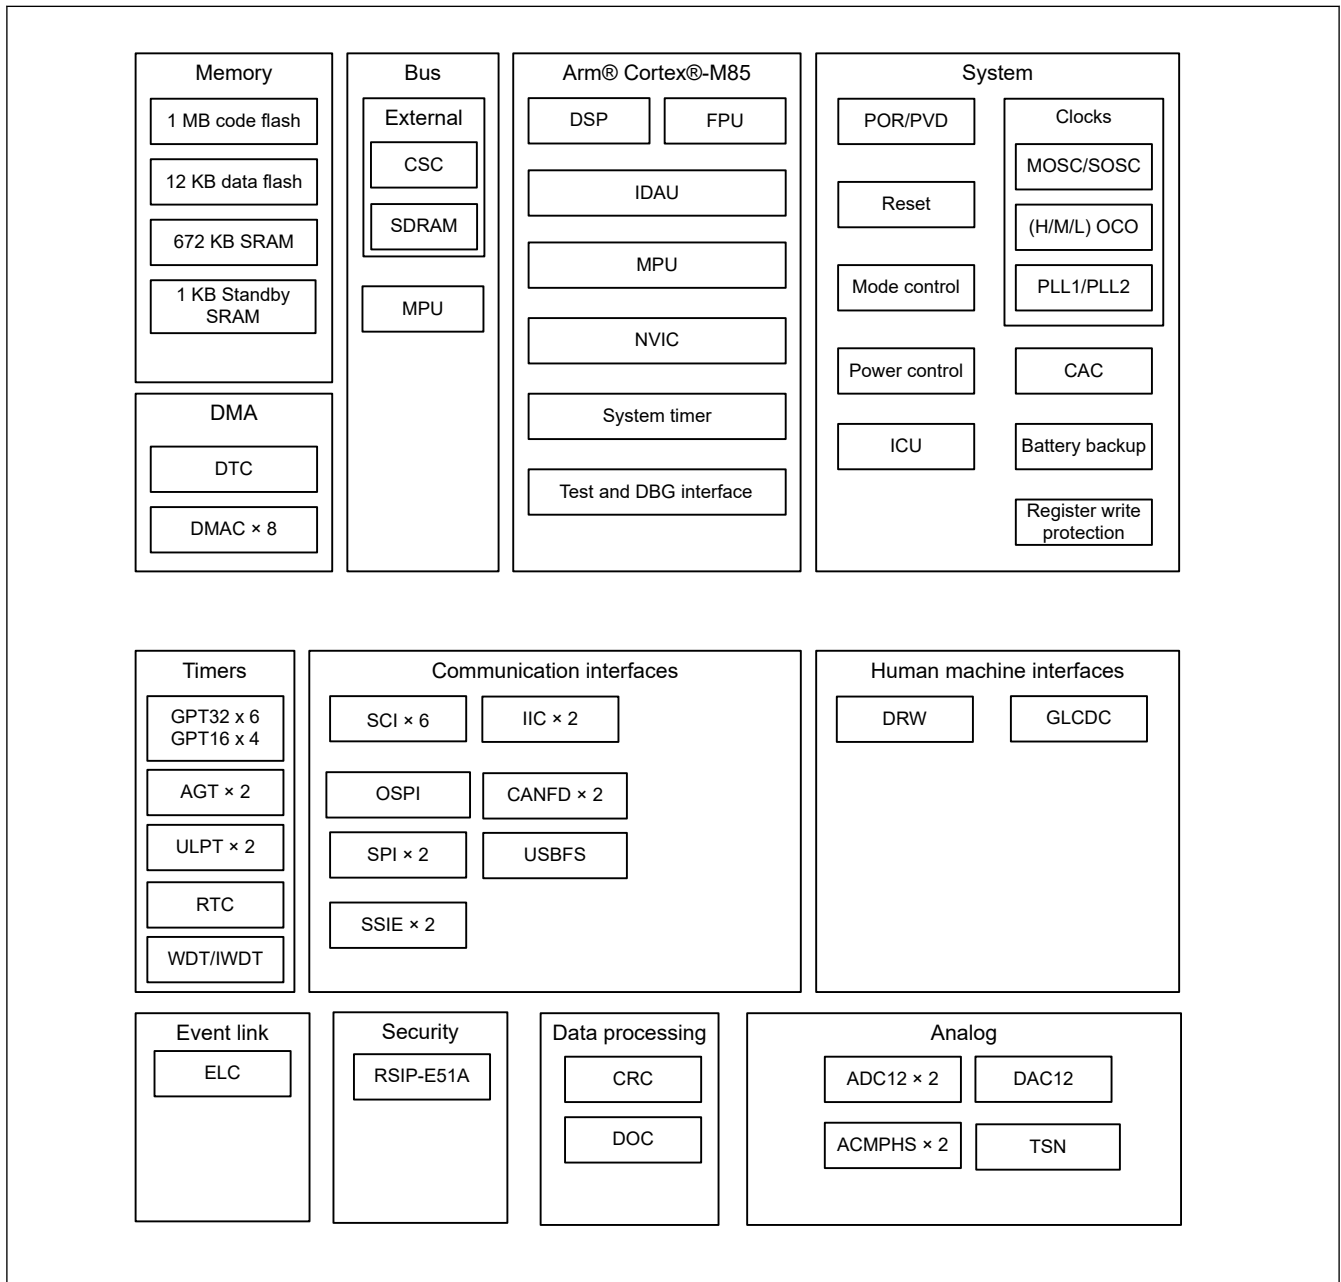 Memory
1 MB code flash
12 KB data flash
672 KB SRAM
1 KB Standby
SRAM
DMA
DTC
DMAC × 8
Bus
External
CSC
SDRAM
MPU
Arm® Cortex®-M85
DSP
FPU
IDAU
MPU
NVIC
System timer
Test and DBG interface
System
POR/PVD
Reset
Mode control
Power control
ICU
Clocks
MOSC/SOSC
(H/M/L) OCO
PLL1/PLL2
CAC
Battery backup
Register write
protection
Timers
GPT32 x 6
GPT16 x 4
AGT × 2
ULPT × 2
RTC
WDT/IWDT
Communication interfaces
SCI × 6
IIC × 2
OSPI
CANFD × 2
SPI × 2
USBFS
SSIE × 2
Human machine interfaces
DRW
GLCDC
Event link
ELC
Security
RSIP-E51A
Data processing
CRC
DOC
Analog
ADC12 × 2
DAC12
ACMPHS × 2
TSN